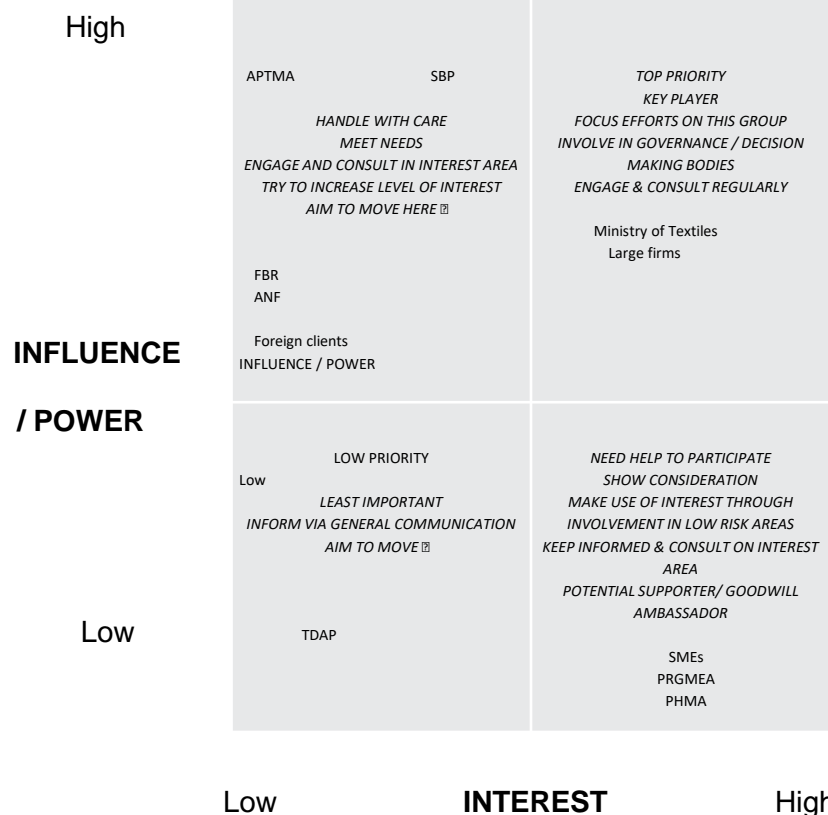 High
APTMA SBP
HANDLE WITH CARE
MEET NEEDS
ENGAGE AND CONSULT IN INTEREST AREA
TRY TO INCREASE LEVEL OF INTEREST
AIM TO MOVE HERE
FBR
ANF
Foreign clients
INFLUENCE / POWER
TOP PRIORITY
KEY PLAYER
FOCUS EFFORTS ON THIS GROUP
INVOLVE IN GOVERNANCE / DECISION
MAKING BODIES
ENGAGE & CONSULT REGULARLY
Ministry of Textiles
Large firms
INFLUENCE
/ POWER
LOW PRIORITY
Low
LEAST IMPORTANT
INFORM VIA GENERAL COMMUNICATION
AIM TO MOVE
TDAP
NEED HELP TO PARTICIPATE
SHOW CONSIDERATION
MAKE USE OF INTEREST THROUGH
INVOLVEMENT IN LOW RISK AREAS
KEEP INFORMED & CONSULT ON INTEREST
AREA
POTENTIAL SUPPORTER/ GOODWILL
AMBASSADOR
SMEs
PRGMEA
PHMA
Low
Low INTEREST High